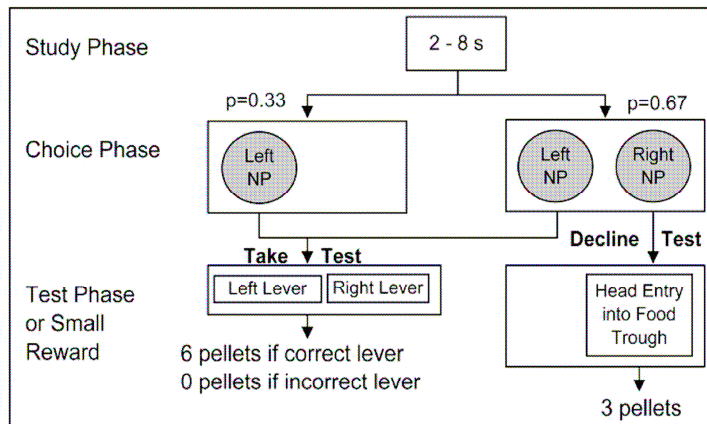 Study Phase
2 - 8 s
p=0.33
p=0.67
Choice Phase
Left
NP
Left
NP
Right
NP
Take Test
Decline Test
Test Phase
or Small
Reward
Left Lever
Right Lever
Head Entry
into Food
Trough
6 pellets if correct lever
0 pellets if incorrect lever
3 pellets